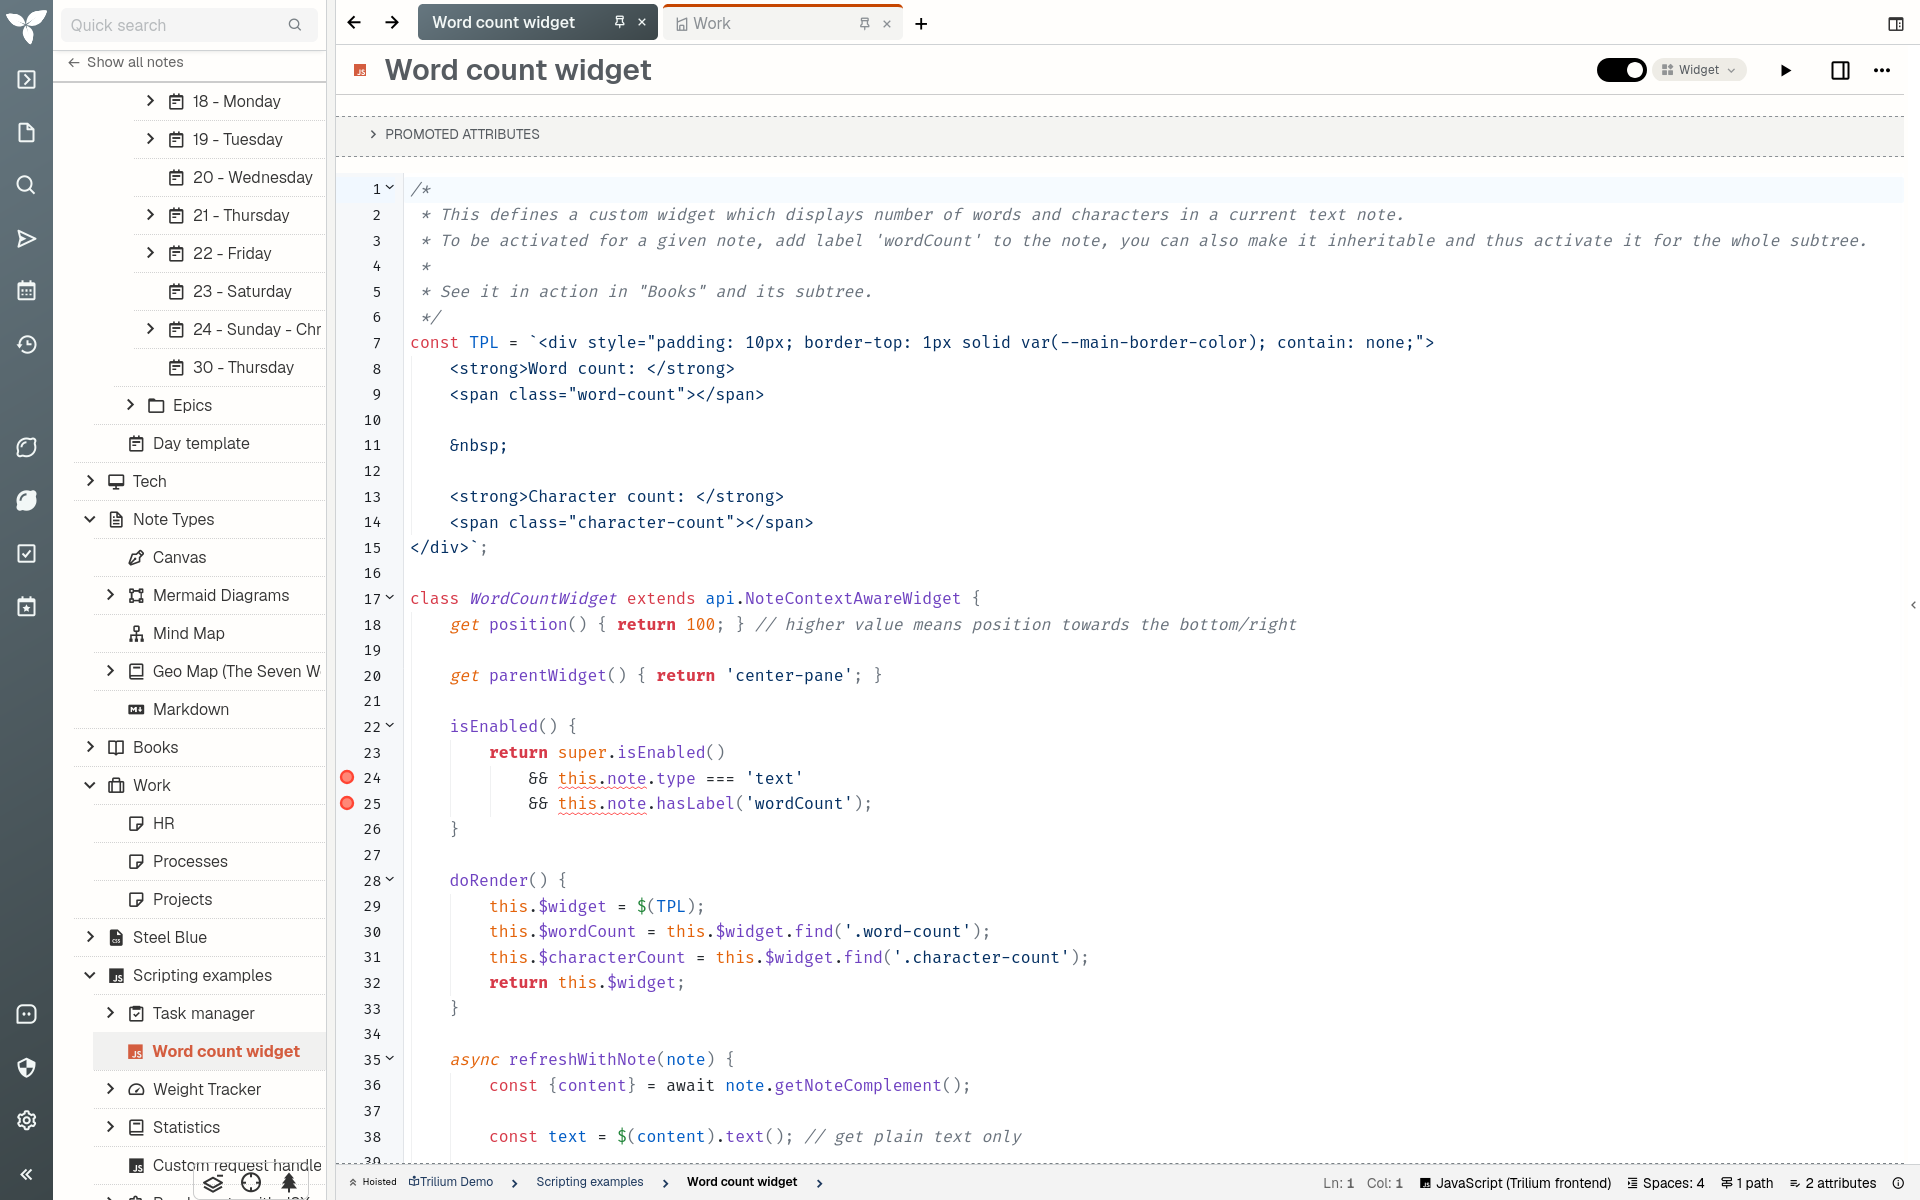 Quick search
Show all notes
18 - Monday
19 - Tuesday
20 - Wednesday
21 - Thursday
22 - Friday
23 - Saturday
24 - Sunday - Chr
30 - Thursday
Epics
Day template
Tech
Note Types
Canvas
Mermaid Diagrams
Mind Map
Geo Map (The Seven W
Markdown
Books
Work
HR
Processes
Projects
Steel Blue
Scripting examples
Task manager
Word count widget
Weight Tracker
Statistics
Custom request handle
Word count widget
Work
Word count widget
Widget
PROMOTED ATTRIBUTES
1 /*
2  * This defines a custom widget which displays number of words and characters in a current text note.
3  * To be activated for a given note, add label 'wordCount' to the note, you can also make it inheritable and thus activate it for the whole subtree.
4  *
5  * See it in action in "Books" and its subtree.
6  */
7 const TPL = `<div style="padding: 10px; border-top: 1px solid var(--main-border-color); contain: none;">
8     <strong>Word count: </strong>
9     <span class="word-count"></span>
10
11     &nbsp;
12
13     <strong>Character count: </strong>
14     <span class="character-count"></span>
15 </div>`;
16
17 class WordCountWidget extends api.NoteContextAwareWidget {
18     get position() { return 100; } // higher value means position towards the bottom/right
19
20     get parentWidget() { return 'center-pane'; }
21
22     isEnabled() {
23         return super.isEnabled()
24             && this.note.type === 'text'
25             && this.note.hasLabel('wordCount');
26     }
27
28     doRender() {
29         this.$widget = $(TPL);
30         this.$wordCount = this.$widget.find('.word-count');
31         this.$characterCount = this.$widget.find('.character-count');
32         return this.$widget;
33     }
34
35     async refreshWithNote(note) {
36         const {content} = await note.getNoteComplement();
37
38         const text = $(content).text(); // get plain text only
39
Hoisted
Trilium Demo
Scripting examples
Word count widget
Ln: 1 Col: 1
JavaScript (Trilium frontend)
Spaces: 4
1 path
2 attributes